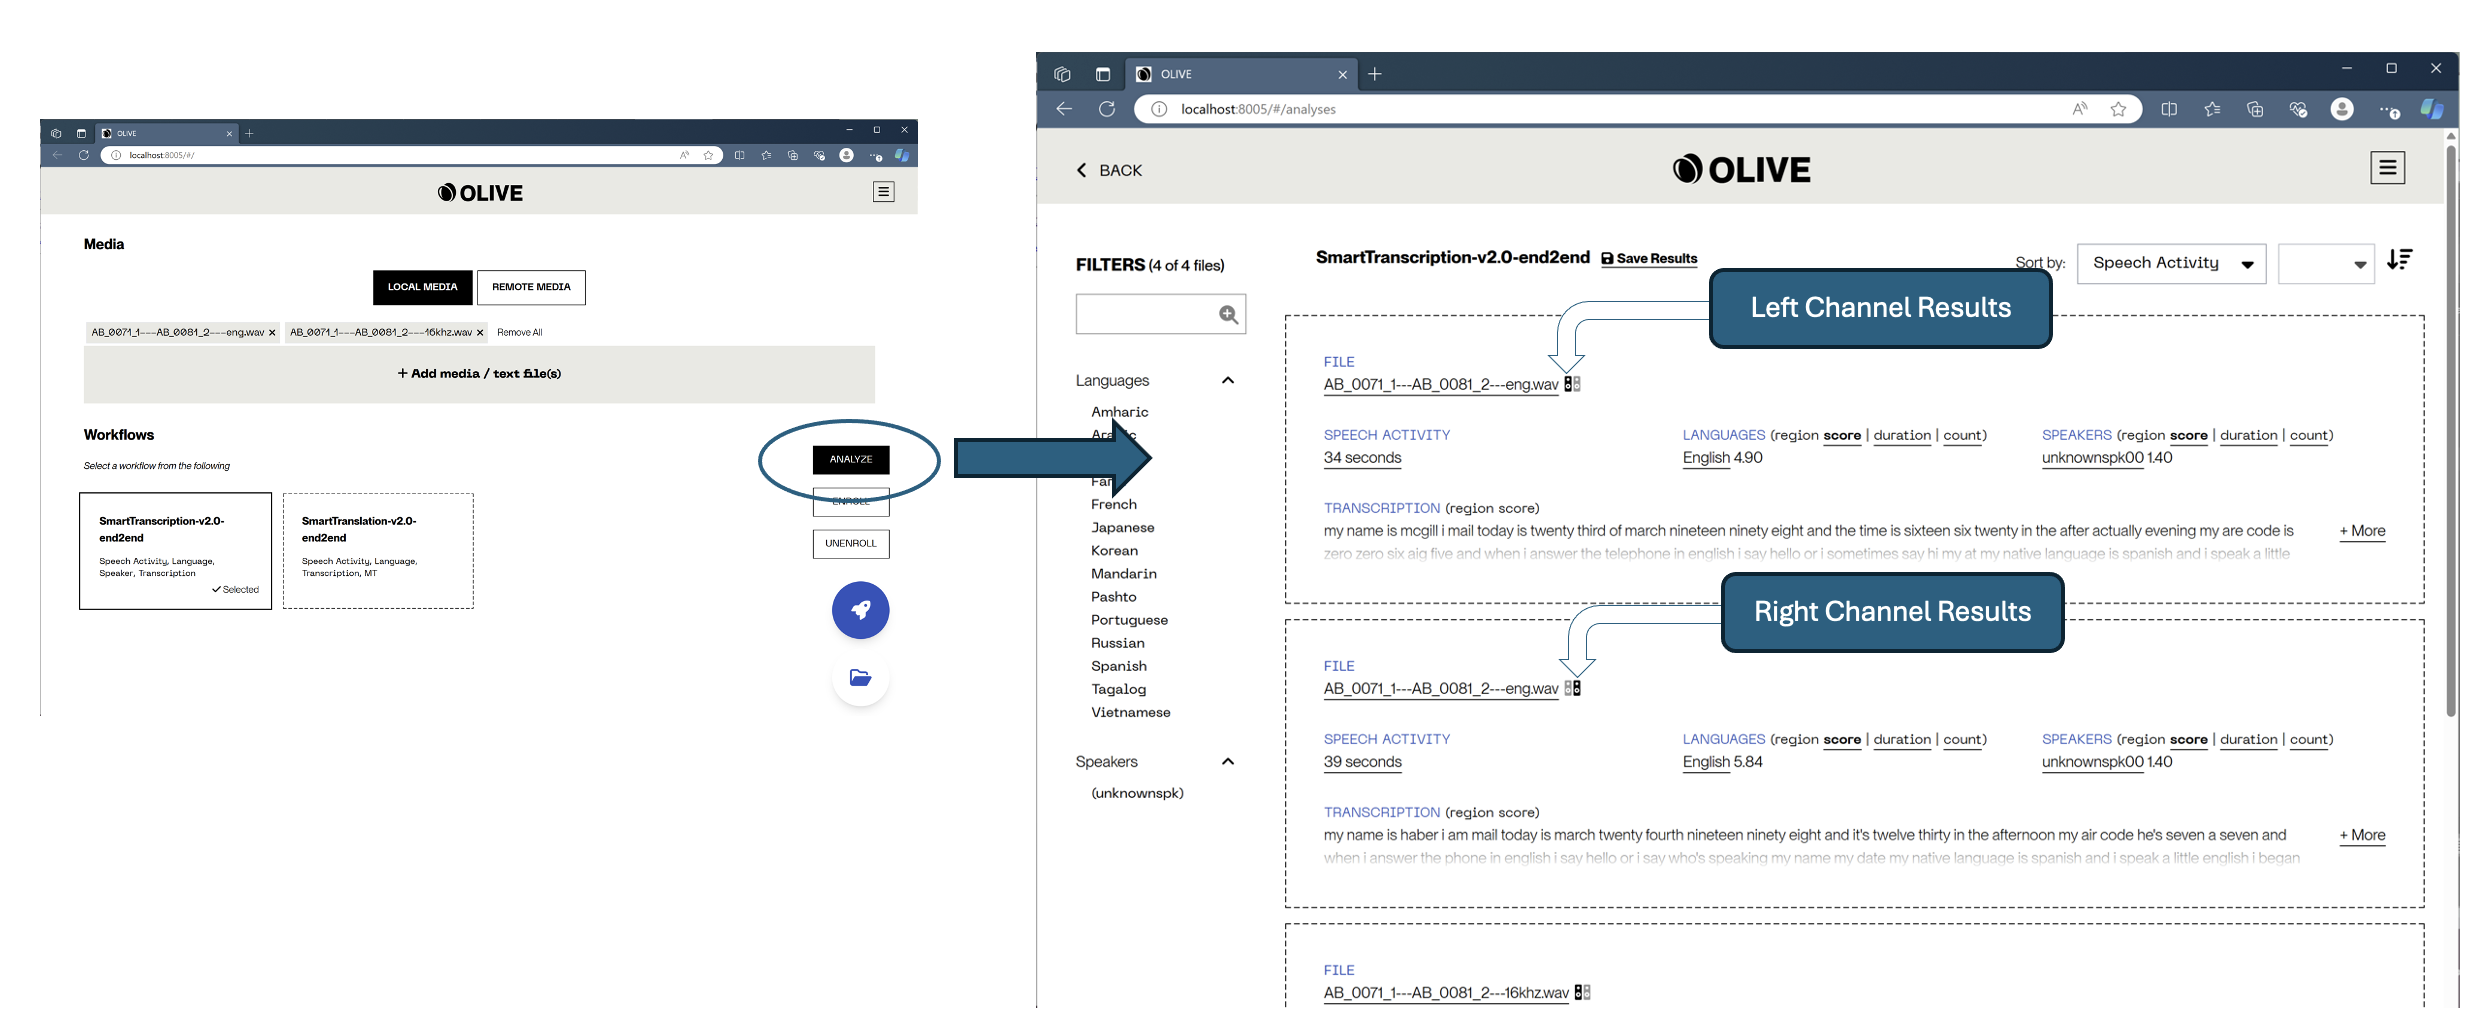 OLIVE
localhost:8005/#/
OLIVE
Media
LOCAL MEDIA
REMOTE MEDIA
AB_0071_1---AB_0081_2---eng.wav
AB_0071_1---AB_0081_2---16khz.wav
Remove All
+ Add media / text file(s)
Workflows
Select a workflow from the following
ANALYZE
ENROLL
UNENROLL
SmartTranscription-v2.0-
end2end
Speech Activity, Language,
Speaker, Transcription
Selected
SmartTranslation-v2.0-
end2end
Speech Activity, Language,
Transcription, MT
OLIVE
localhost:8005/#/analyses
BACK
OLIVE
FILTERS (4 of 4 files)
Languages
Amharic
French
Japanese
Korean
Mandarin
Pashto
Portuguese
Russian
Spanish
Tagalog
Vietnamese
Speakers
(unknownspk)
SmartTranscription-v2.0-end2end
Save Results
Sort by:
Speech Activity
Left Channel Results
FILE
AB_0071_1---AB_0081_2---eng.wav
SPEECH ACTIVITY
34 seconds
LANGUAGES (region score | duration | count)
English 4.90
SPEAKERS (region score | duration | count)
unknownspk00 1.40
TRANSCRIPTION (region score)
my name is mcgill i mail today is twenty third of march nineteen ninety eight and the time is sixteen six twenty in the after actually evening my are code is
+ More
zero zero six aig five and when i answer the telephone in english i say hello or i sometimes say hi my at my native language is spanish and i speak a little
Right Channel Results
FILE
AB_0071_1---AB_0081_2---eng.wav
SPEECH ACTIVITY
39 seconds
LANGUAGES (region score | duration | count)
English 5.84
SPEAKERS (region score | duration | count)
unknownspk00 1.40
TRANSCRIPTION (region score)
my name is haber i am mail today is march twenty fourth nineteen ninety eight and it's twelve thirty in the afternoon my air code he's seven a seven and
+ More
when i answer the phone in english i say hello or i say who's speaking my name my date my native language is spanish and i speak a little english i began
FILE
AB_0071_1---AB_0081_2---16khz.wav